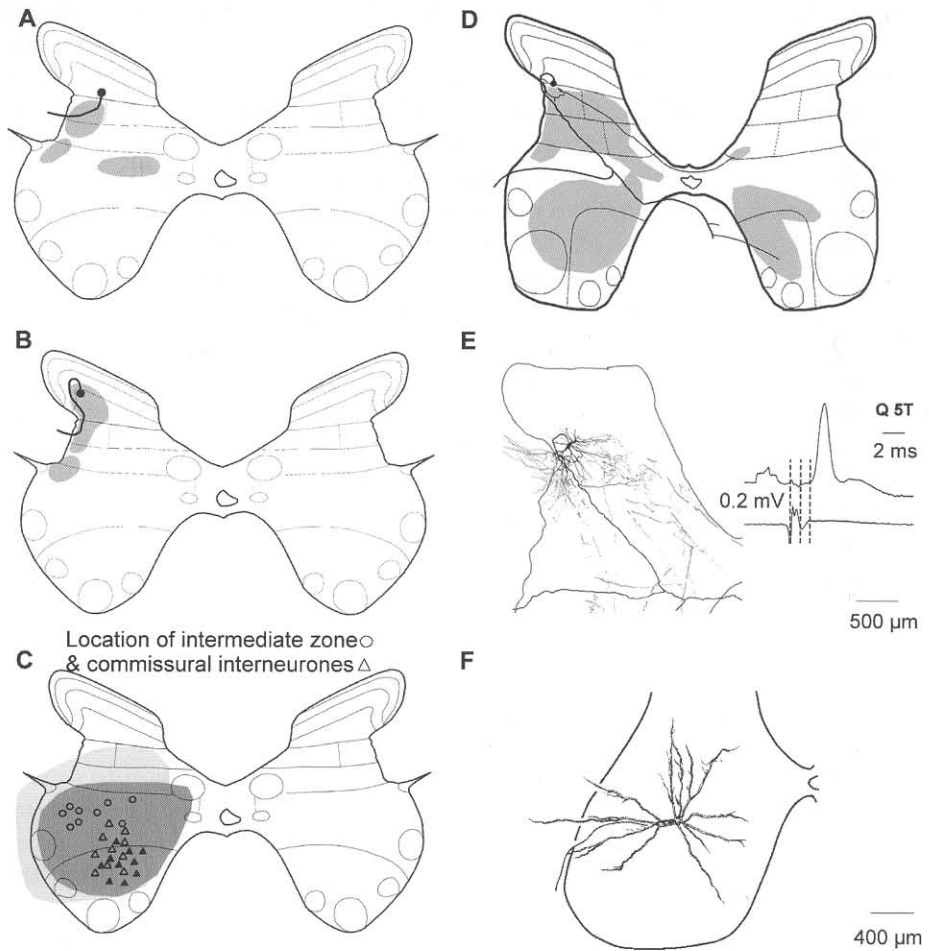 A
D
B
E
Q 5T
2 ms
0.2 mV
500 µm
Location of intermediate zone○
C
& commissural interneurones △
F
400 µm